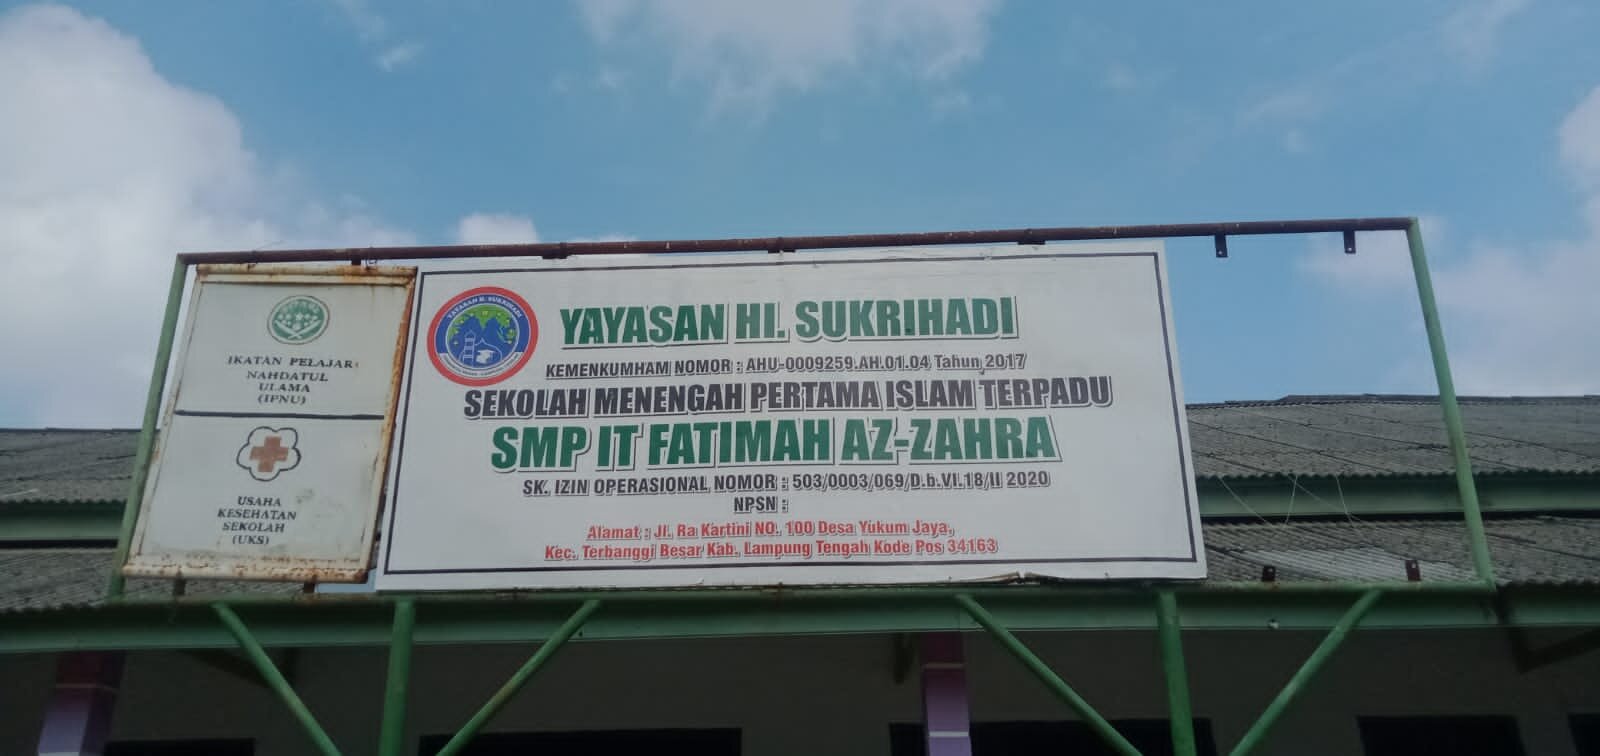 IKATAN PELAJAR
NAHDATUL
ULAMA
(IPNU)
USAHA
KESEHATAN
SEKOLAH
(UKS)
YAYASAN H. SUKRIHADI
YAYASAN HI. SUKRIHADI
KEMENKUMHAM NOMOR : AHU-0009259.AH.01.04 Tahun 2017
SEKOLAH MENENGAH PERTAMA ISLAM TERPADU
SMP IT FATIMAH AZ-ZAHRA
SK. IZIN OPERASIONAL NOMOR : 503/0003/069/D.b.VI.18/II 2020
NPSN :
Alamat : Jl. Ra Kartini NO. 100 Desa Yukum Jaya,
Kec. Terbanggi Besar Kab. Lampung Tengah Kode Pos 34163